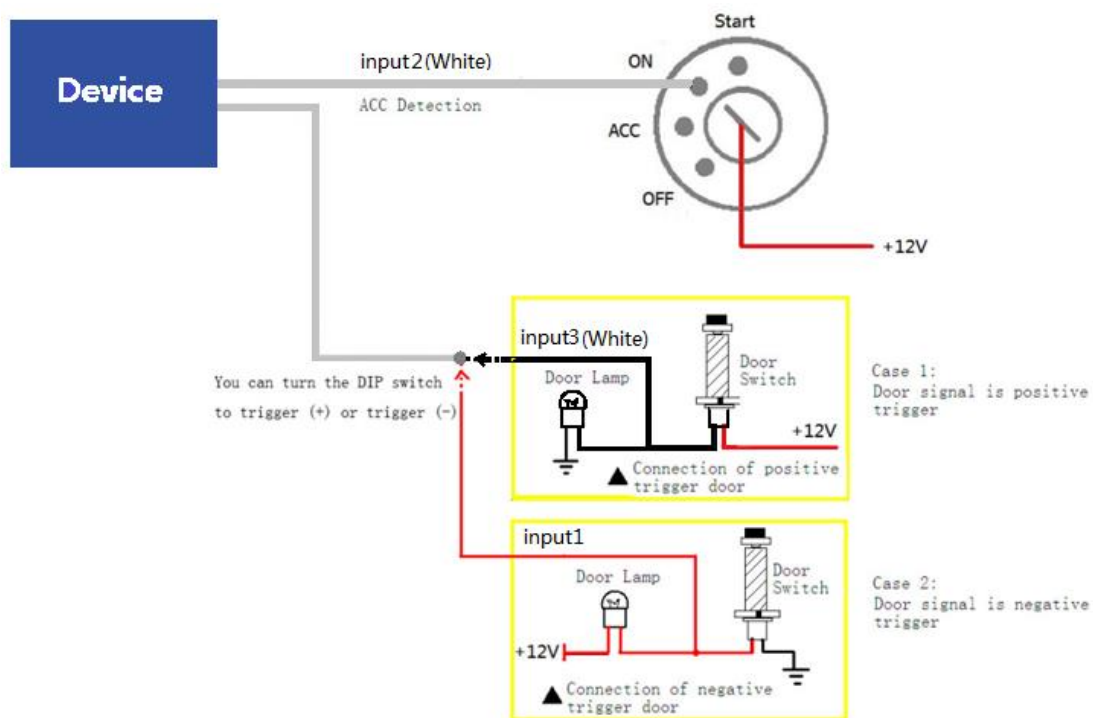 Start
input2(White)
ON
Device
ACC Detection
ACC
OFF
+12V
input3(White)
Door Lamp
Door
Switch
Case 1:
Door signal is positive
trigger
You can turn the DIP switch
to trigger (+) or trigger (-)
+12V
Connection of positive
trigger door
input1
Door Lamp
Door
Switch
Case 2:
Door signal is negative
trigger
+12V
Connection of negative
trigger door